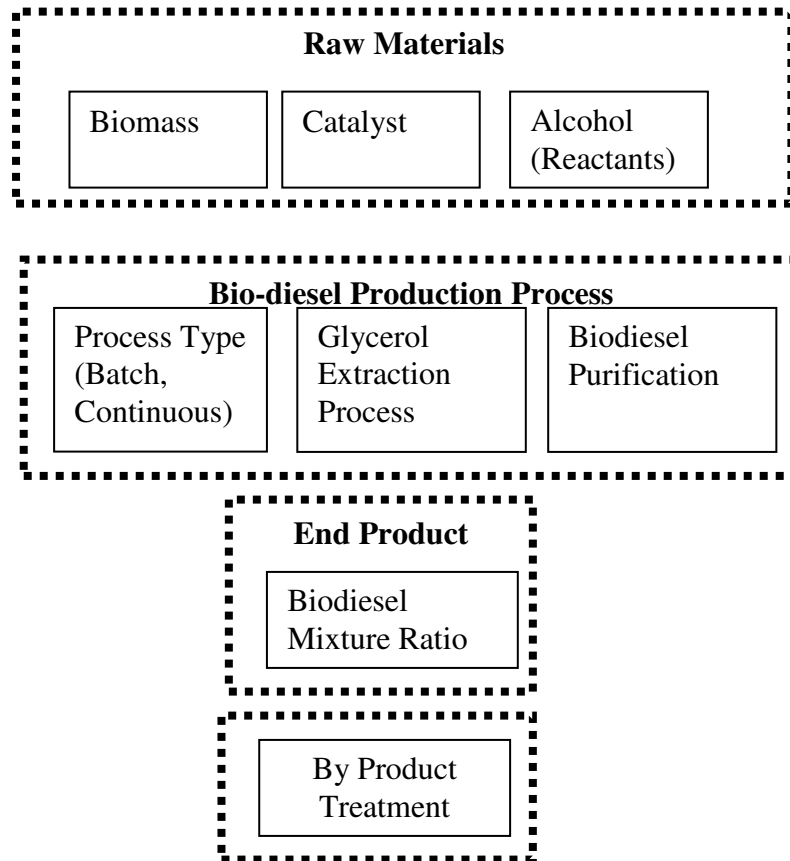 Raw Materials
Biomass
Catalyst
Alcohol
(Reactants)
Bio-diesel Production Process
Process Type
(Batch,
Continuous)
Glycerol
Extraction
Process
Biodiesel
Purification
End Product
Biodiesel
Mixture Ratio
By Product
Treatment